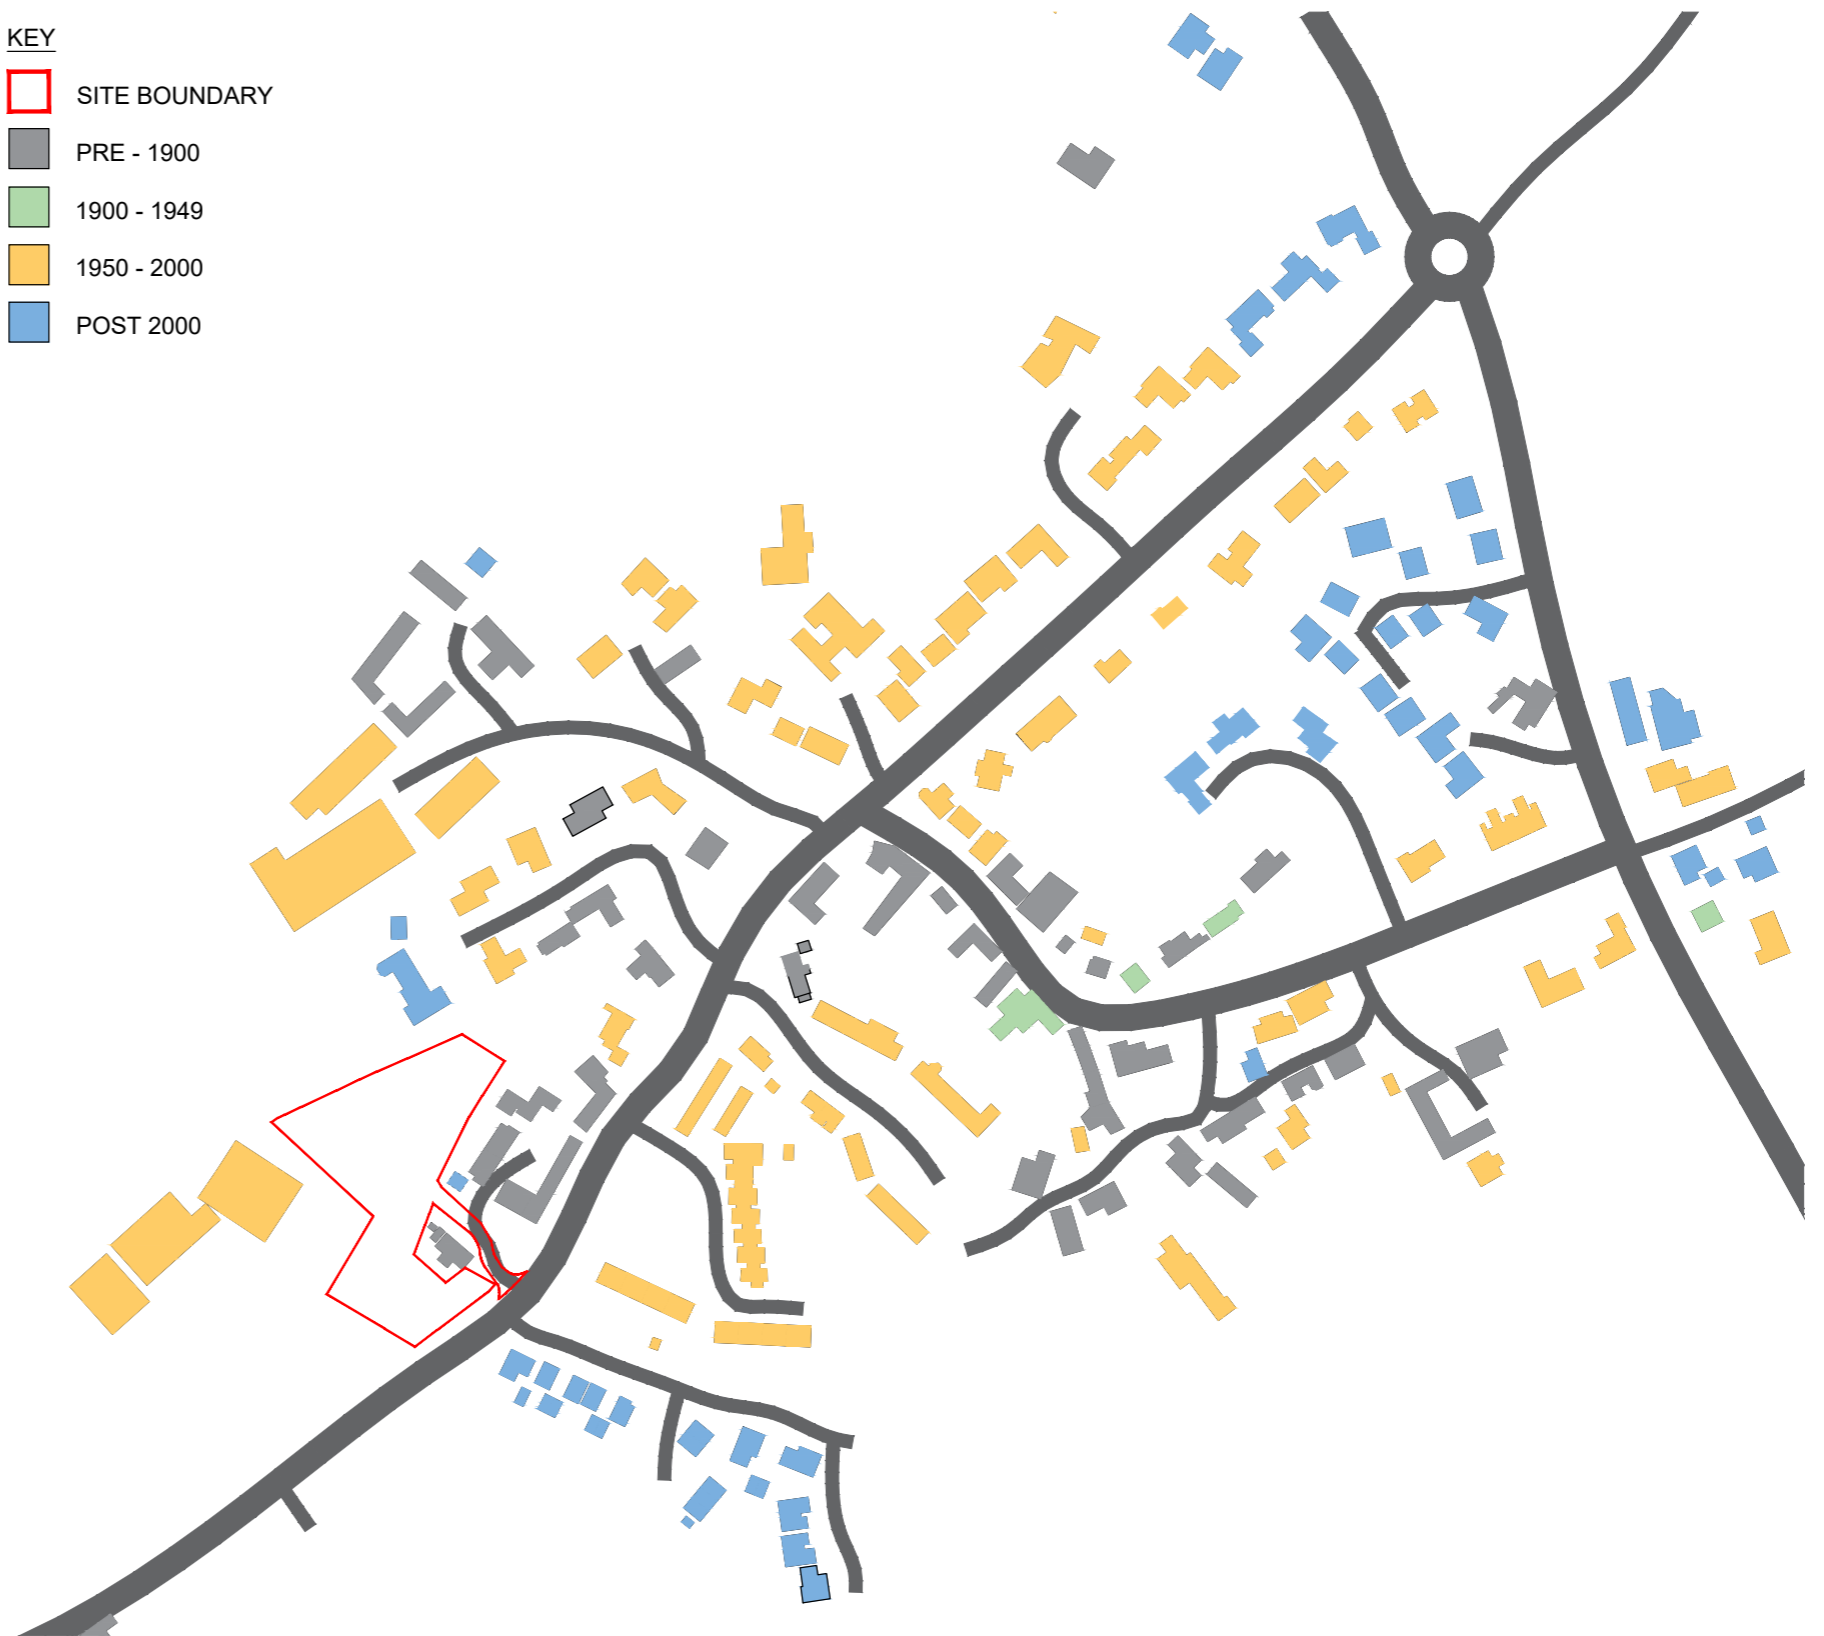 KEY
SITE BOUNDARY
PRE - 1900
1900 - 1949
1950 - 2000
POST 2000